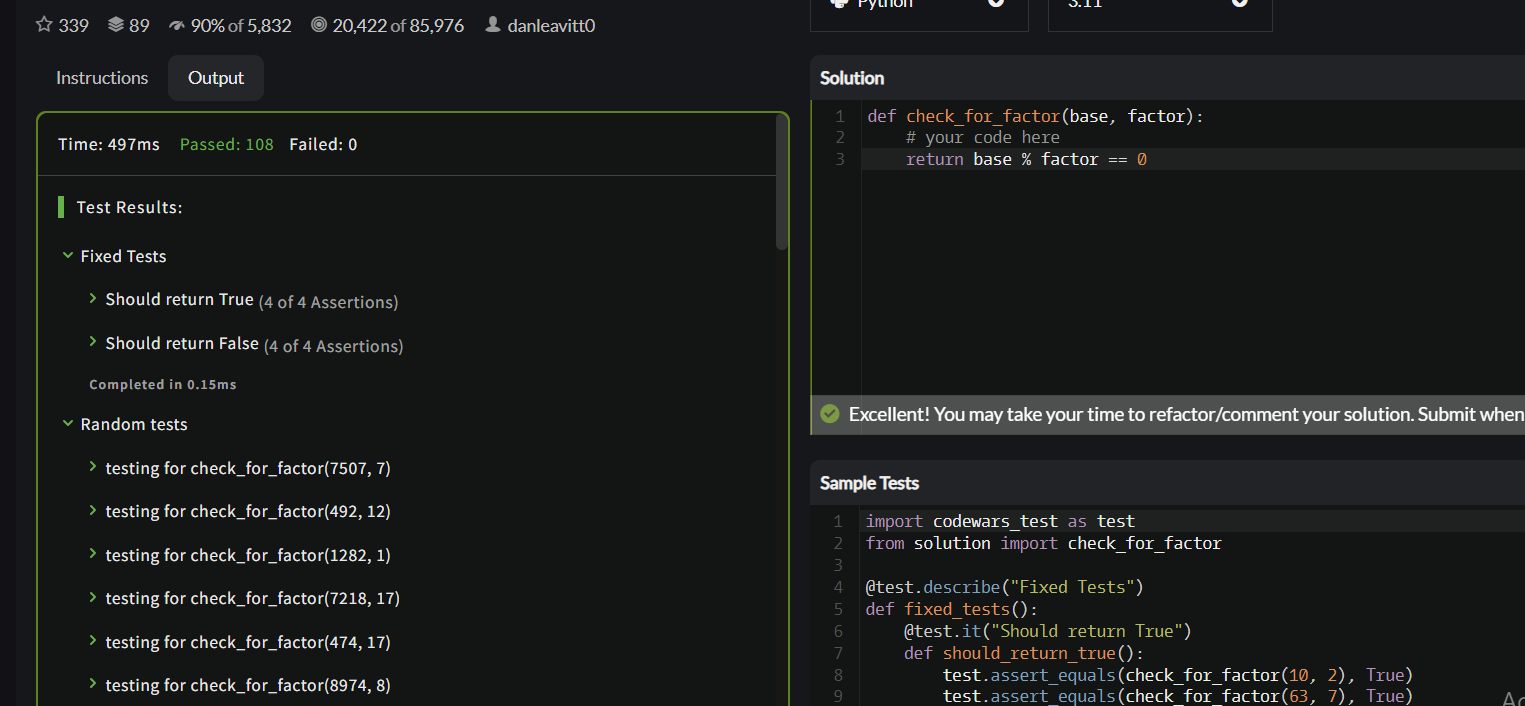 339 89 90% of 5,832 20,422 of 85,976 danleavitt0
Python 3.11
Instructions Output
Time: 497ms Passed: 108 Failed: 0
Test Results:
Fixed Tests
Should return True (4 of 4 Assertions)
Should return False (4 of 4 Assertions)
Completed in 0.15ms
Random tests
testing for check_for_factor(7507, 7)
testing for check_for_factor(492, 12)
testing for check_for_factor(1282, 1)
testing for check_for_factor(7218, 17)
testing for check_for_factor(474, 17)
testing for check_for_factor(8974, 8)
Solution
1 def check_for_factor(base, factor):
2 # your code here
3 return base % factor == 0
Excellent! You may take your time to refactor/comment your solution. Submit when
Sample Tests
1 import codewars_test as test
2 from solution import check_for_factor
3
4 @test.describe("Fixed Tests")
5 def fixed_tests():
6 @test.it("Should return True")
7 def should_return_true():
8 test.assert_equals(check_for_factor(10, 2), True)
9 test.assert_equals(check_for_factor(63, 7), True)